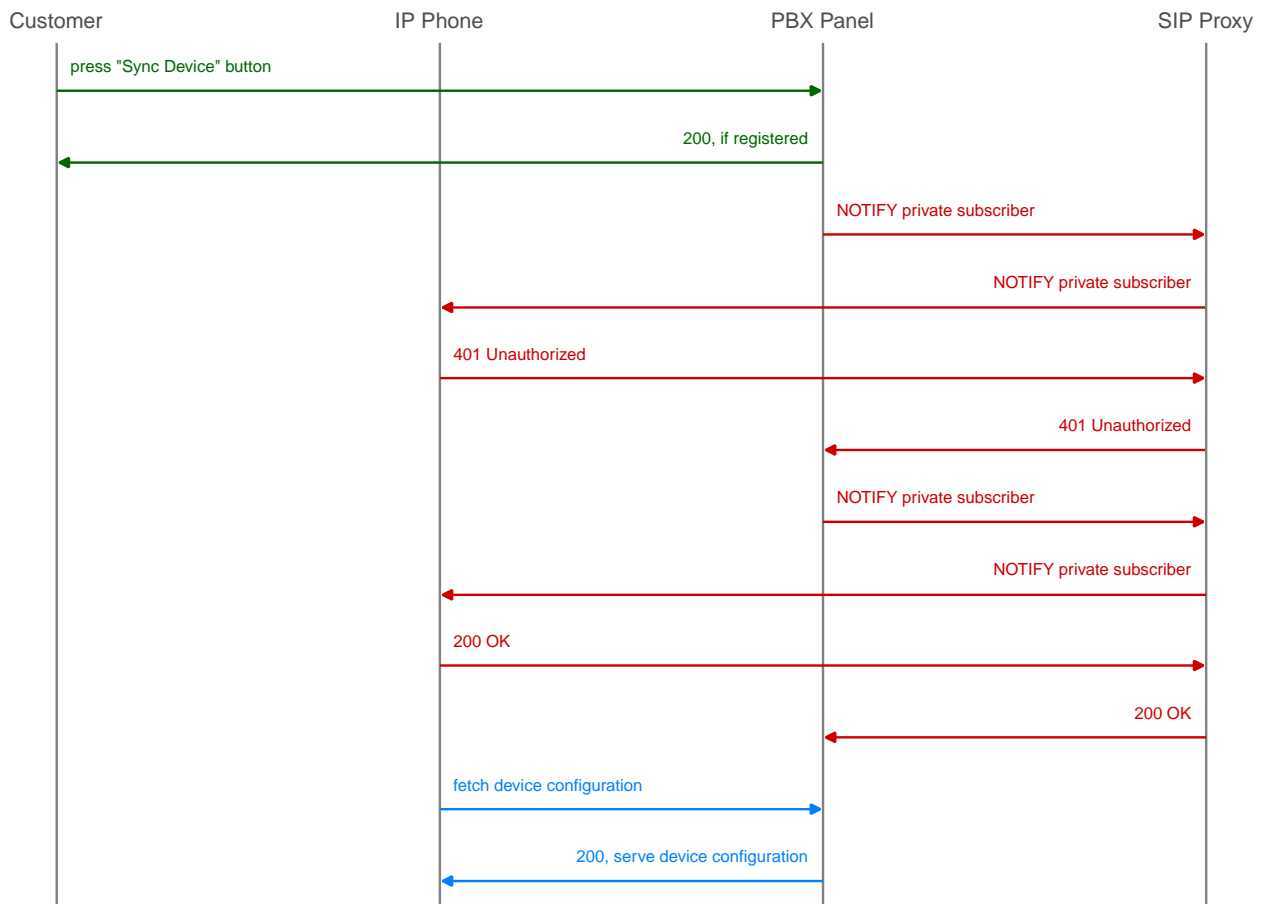 Customer
IP Phone
PBX Panel
SIP Proxy
press "Sync Device" button
200, if registered
NOTIFY private subscriber
NOTIFY private subscriber
401 Unauthorized
401 Unauthorized
NOTIFY private subscriber
NOTIFY private subscriber
200 OK
200 OK
fetch device configuration
200, serve device configuration